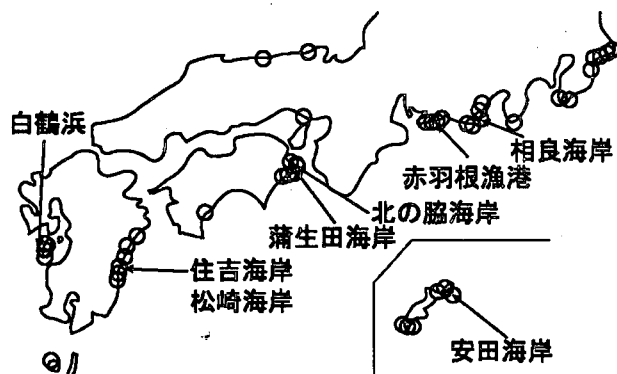 白鶴浜
相良海岸
赤羽根漁港
北の脇海岸
蒲生田海岸
住吉海岸
松崎海岸
安田海岸